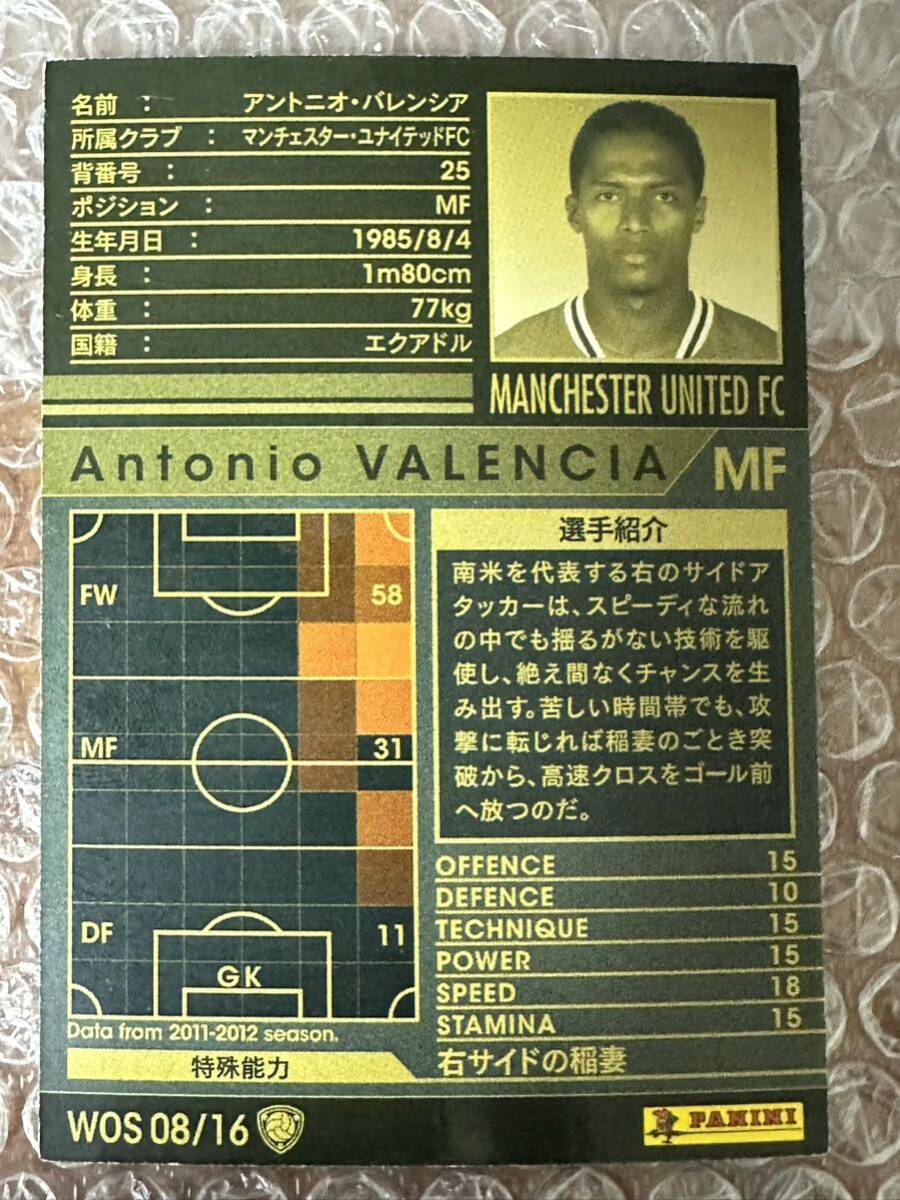 名前 ： アントニオ・バレンシア
所属クラブ ： マンチェスター・ユナイテッドFC
背番号 ： 25
ポジション ： MF
生年月日 ： 1985/8/4
身長 ： 1m80cm
体重 ： 77kg
国籍 ： エクアドル
MANCHESTER UNITED FC
Antonio VALENCIA MF
FW 58
MF 31
DF 11
GK
Data from 2011-2012 season.
選手紹介
南米を代表する右のサイドア
タッカーは、スピーディな流れ
の中でも揺るがない技術を駆
使し、絶え間なくチャンスを生
み出す。苦しい時間帯でも、攻
撃に転じれば稲妻のごとき突
破から、高速クロスをゴール前
へ放つのだ。
OFFENCE 15
DEFENCE 10
TECHNIQUE 15
POWER 15
SPEED 18
STAMINA 15
特殊能力 右サイドの稲妻
WOS 08/16
PANINI